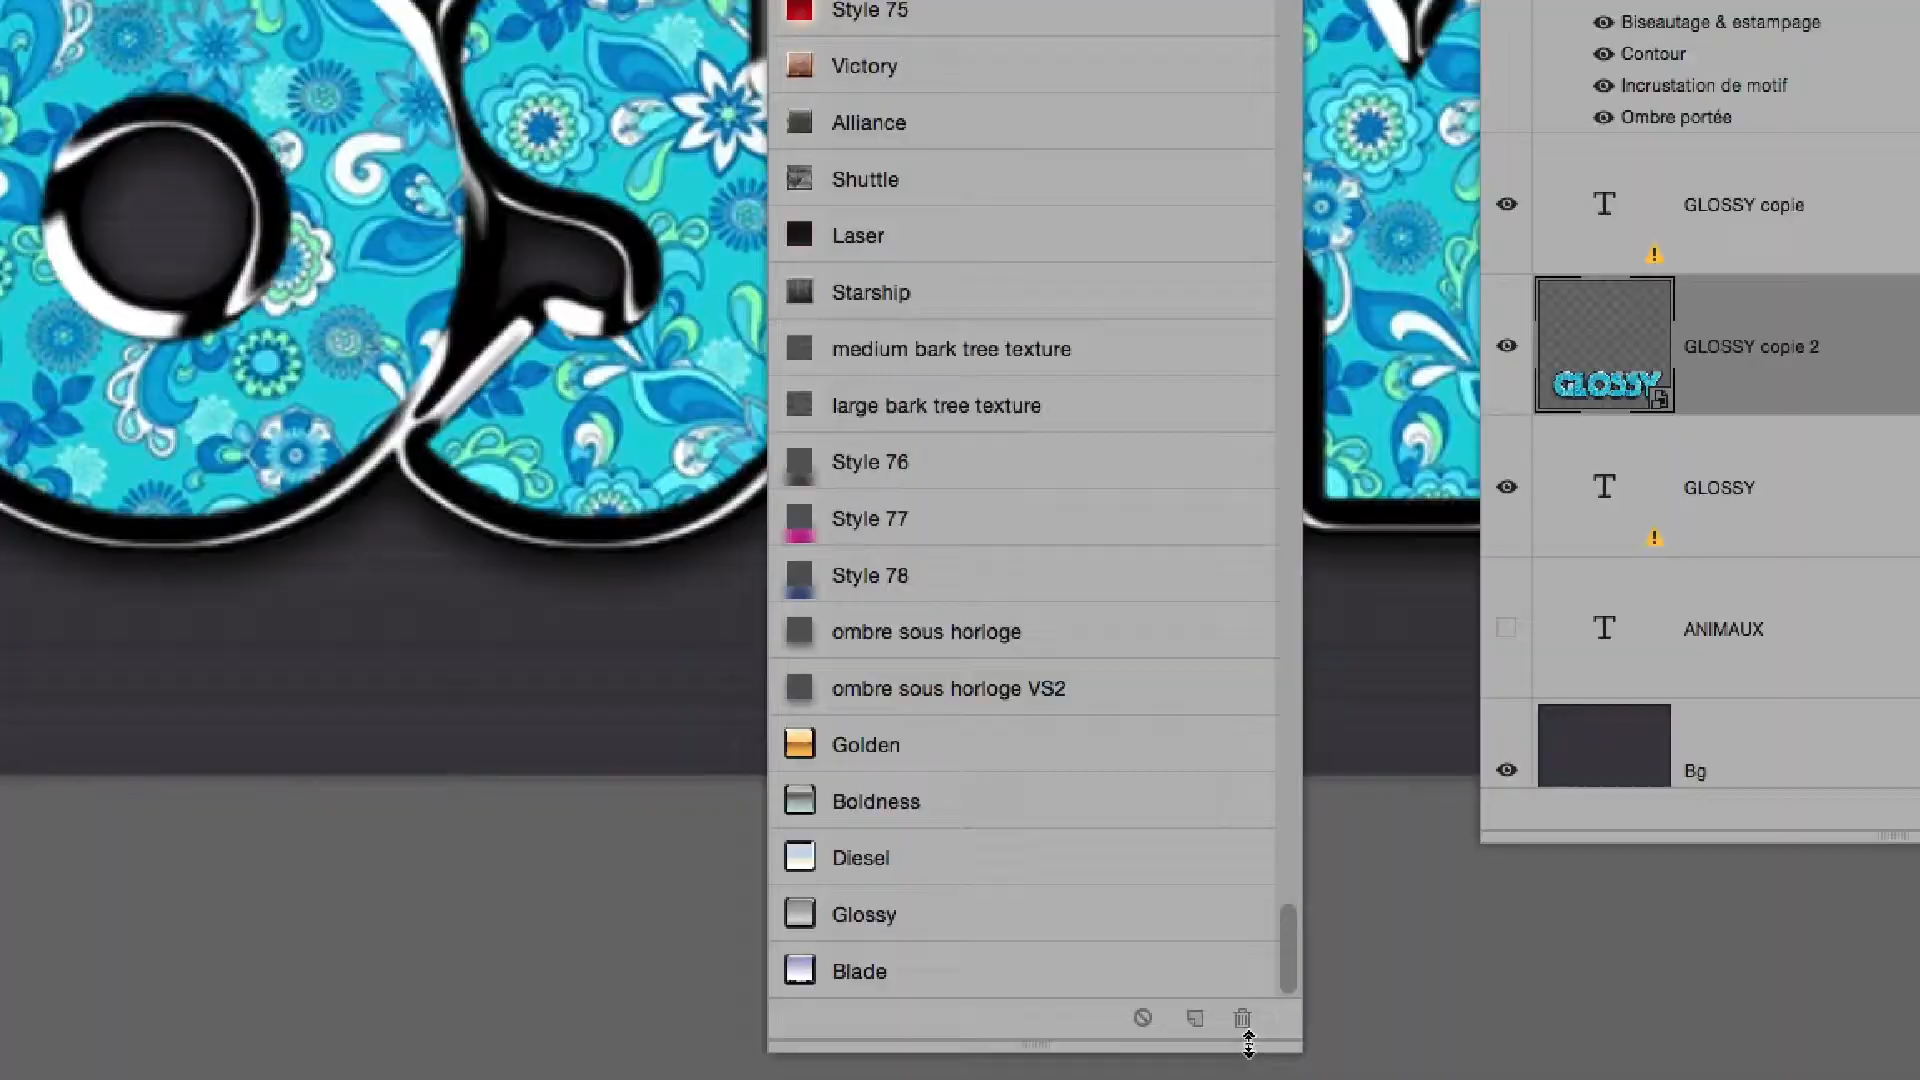 Style 75
Victory
Alliance
Shuttle
Laser
Starship
medium bark tree texture
large bark tree texture
Style 76
Style 77
Style 78
ombre sous horloge
ombre sous horloge VS2
Golden
Boldness
Diesel
Glossy
Blade
Biseautage & estampage
Contour
Incrustation de motif
Ombre portée
T
GLOSSY copie
GLOSSY
GLOSSY copie 2
T
GLOSSY
T
ANIMAUX
Bg